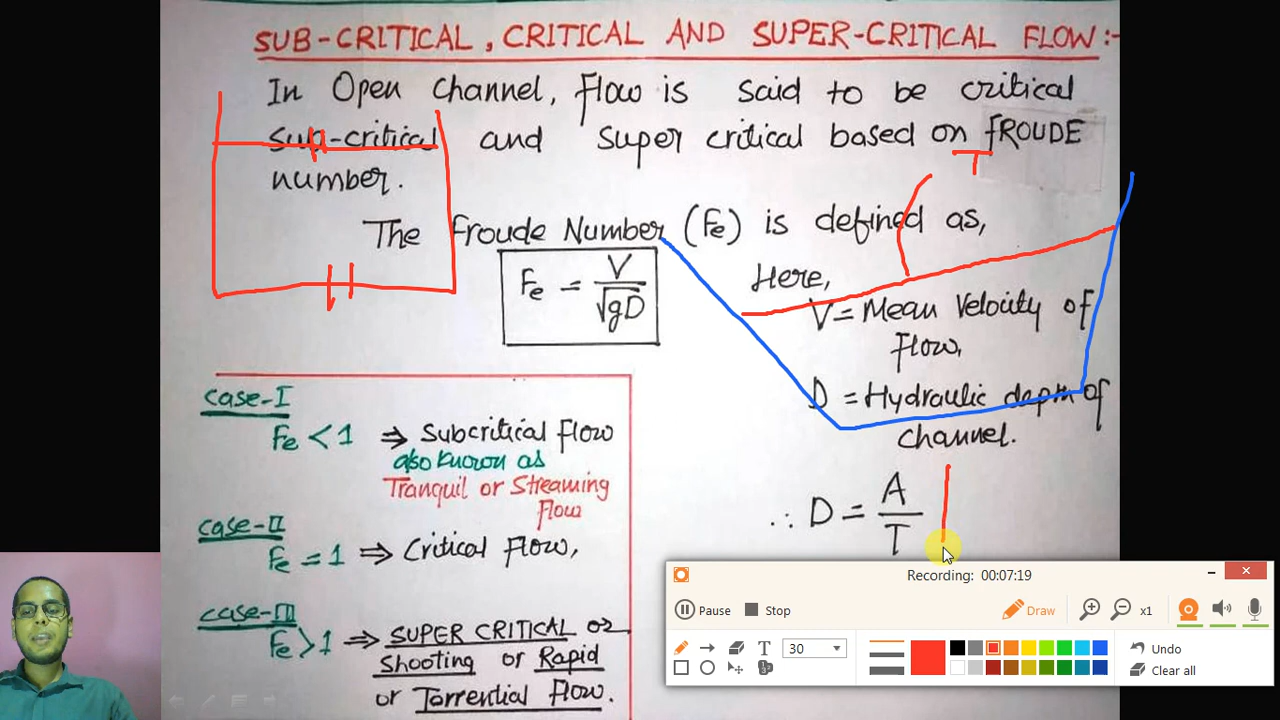 SUB-CRITICAL, CRITICAL AND SUPER-CRITICAL FLOW:-
In Open channel, Flow is said to be critical
sub-critical and super critical based on FROUDE
number.
The Froude Number (Fe) is defined as,
Fe = V/√gD
Here,
V = Mean Velocity of
flow,
D = Hydraulic depth of
channel.
∴ D = A/T
T
case-I
Fe < 1 ⇒ Subcritical Flow
also known as
Tranquil or Streaming
flow
case-II
Fe = 1 ⇒ Critical Flow,
case-III
Fe > 1 ⇒ SUPER CRITICAL or
Shooting or Rapid
or Torrential Flow.
Recording: 00:07:19
Pause Stop Draw x1
T 30 Undo
Clear all